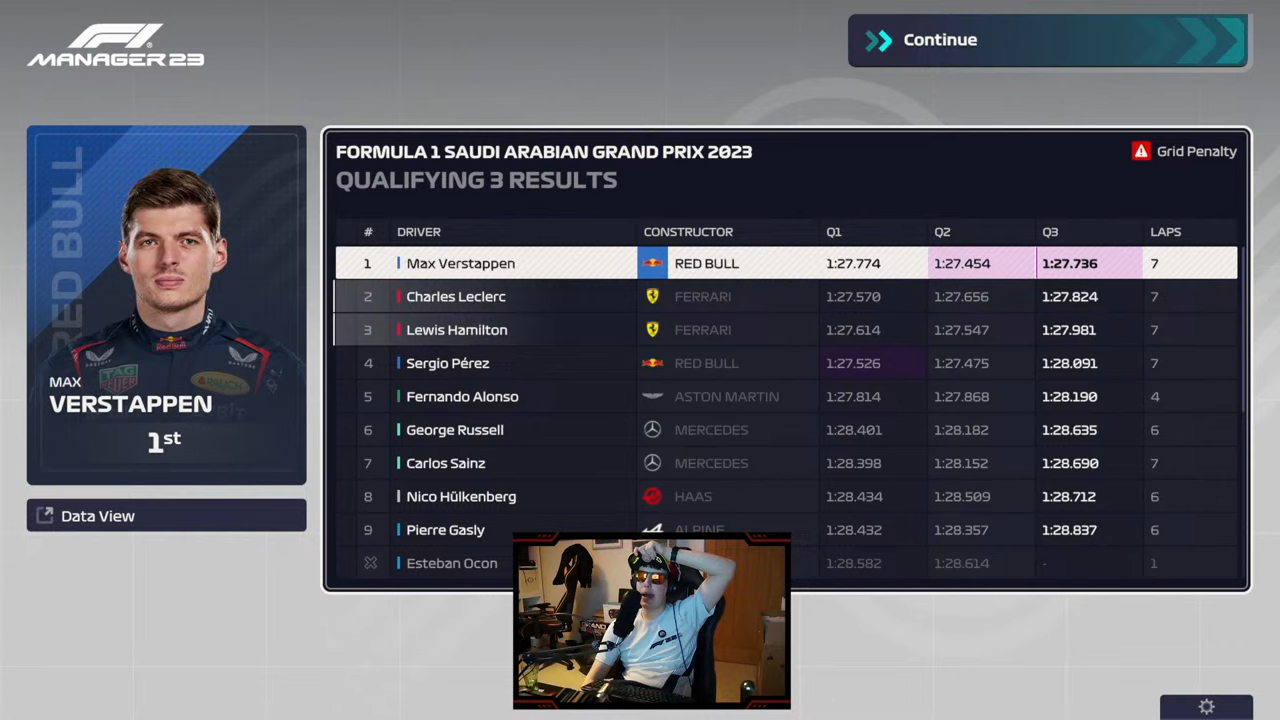 F1
MANAGER 23
Continue
RED BULL
MAX
VERSTAPPEN
1st
Data View
FORMULA 1 SAUDI ARABIAN GRAND PRIX 2023
Grid Penalty
QUALIFYING 3 RESULTS
# DRIVER CONSTRUCTOR Q1 Q2 Q3 LAPS
1 Max Verstappen RED BULL 1:27.774 1:27.454 1:27.736 7
2 Charles Leclerc FERRARI 1:27.570 1:27.656 1:27.824 7
3 Lewis Hamilton FERRARI 1:27.614 1:27.547 1:27.981 7
4 Sergio Pérez RED BULL 1:27.526 1:27.475 1:28.091 7
5 Fernando Alonso ASTON MARTIN 1:27.814 1:27.868 1:28.190 4
6 George Russell MERCEDES 1:28.401 1:28.182 1:28.635 6
7 Carlos Sainz MERCEDES 1:28.398 1:28.152 1:28.690 7
8 Nico Hülkenberg HAAS 1:28.434 1:28.509 1:28.712 6
9 Pierre Gasly ALPINE 1:28.432 1:28.357 1:28.837 6
Esteban Ocon 1:28.582 1:28.614 - 1
TAG